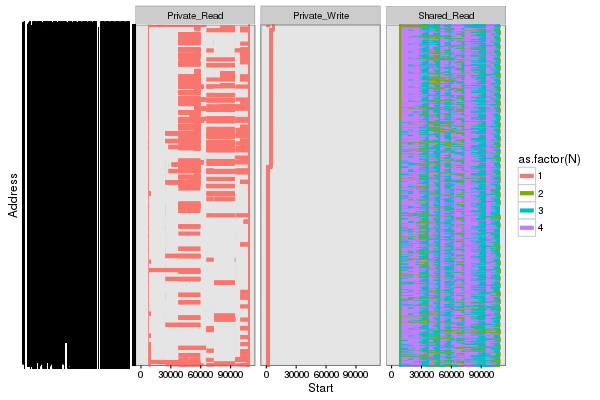 Private_Read Private_Write Shared_Read
Address
as.factor(N)
1
2
3
4
0 30000 60000 90000 0 30000 60000 90000 0 30000 60000 90000
Start